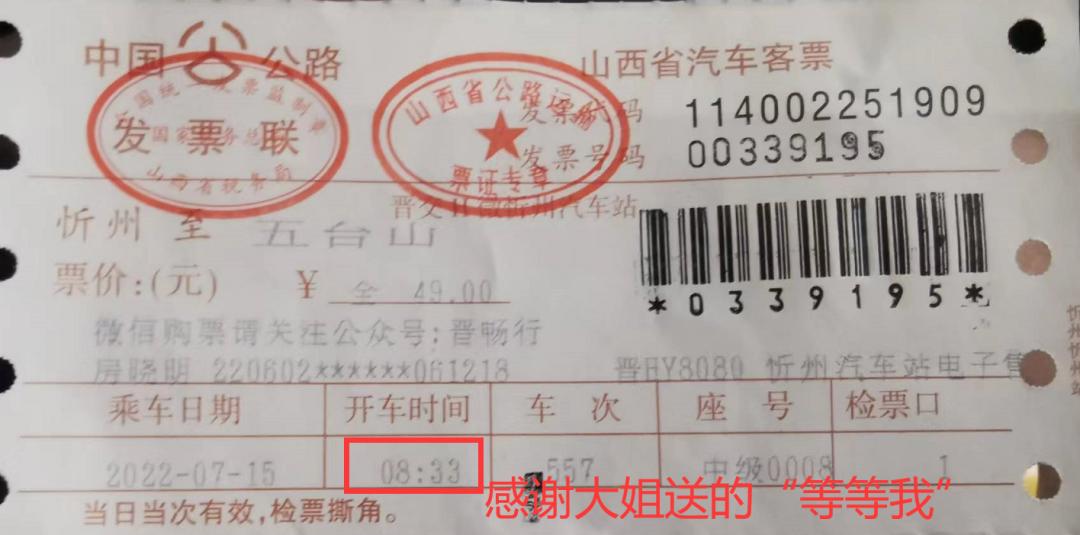 中国公路
山西省汽车客票
全国统一发票监制章
国家税务总局
山西省税务局
发票联
山西省公路运输
票证专章
发票代码 114002251909
发票号码 00339195
忻州 至 五台山
晋交H微忻州汽车站
票价:(元) ¥ 全 49.00
*0339195*
微信购票请关注公众号:晋畅行
房晓明 220602******061218 晋HY8080 忻州汽车站电子售
乘车日期 开车时间 车次 座号 检票口
2022-07-15 08:33 557 中级0008 1
感谢大姐送的“等等我”
当日当次有效,检票撕角。